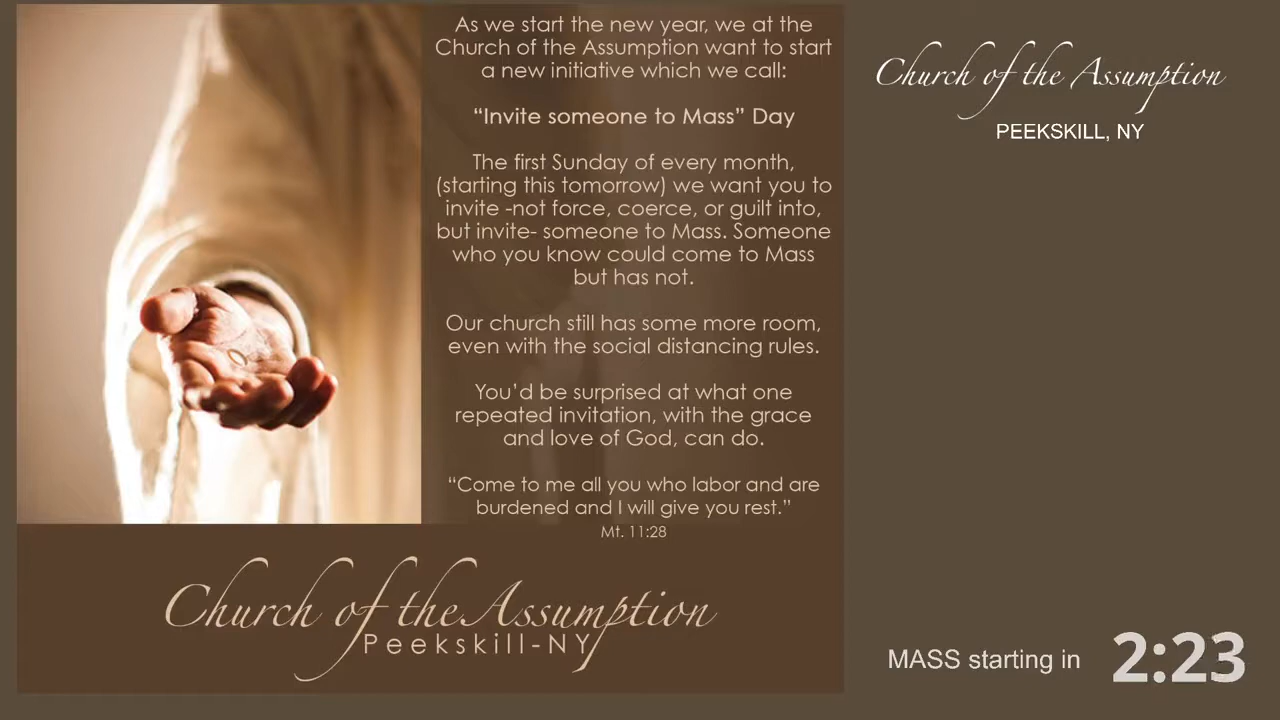 As we start the new year, we at the
Church of the Assumption want to start
a new initiative which we call:
“Invite someone to Mass” Day
The first Sunday of every month,
(starting this tomorrow) we want you to
invite -not force, coerce, or guilt into,
but invite- someone to Mass. Someone
who you know could come to Mass
but has not.
Our church still has some more room,
even with the social distancing rules.
You’d be surprised at what one
repeated invitation, with the grace
and love of God, can do.
“Come to me all you who labor and are
burdened and I will give you rest.”
Mt. 11:28
Church of the Assumption
Peekskill-NY
Church of the Assumption
PEEKSKILL, NY
MASS starting in 2:23